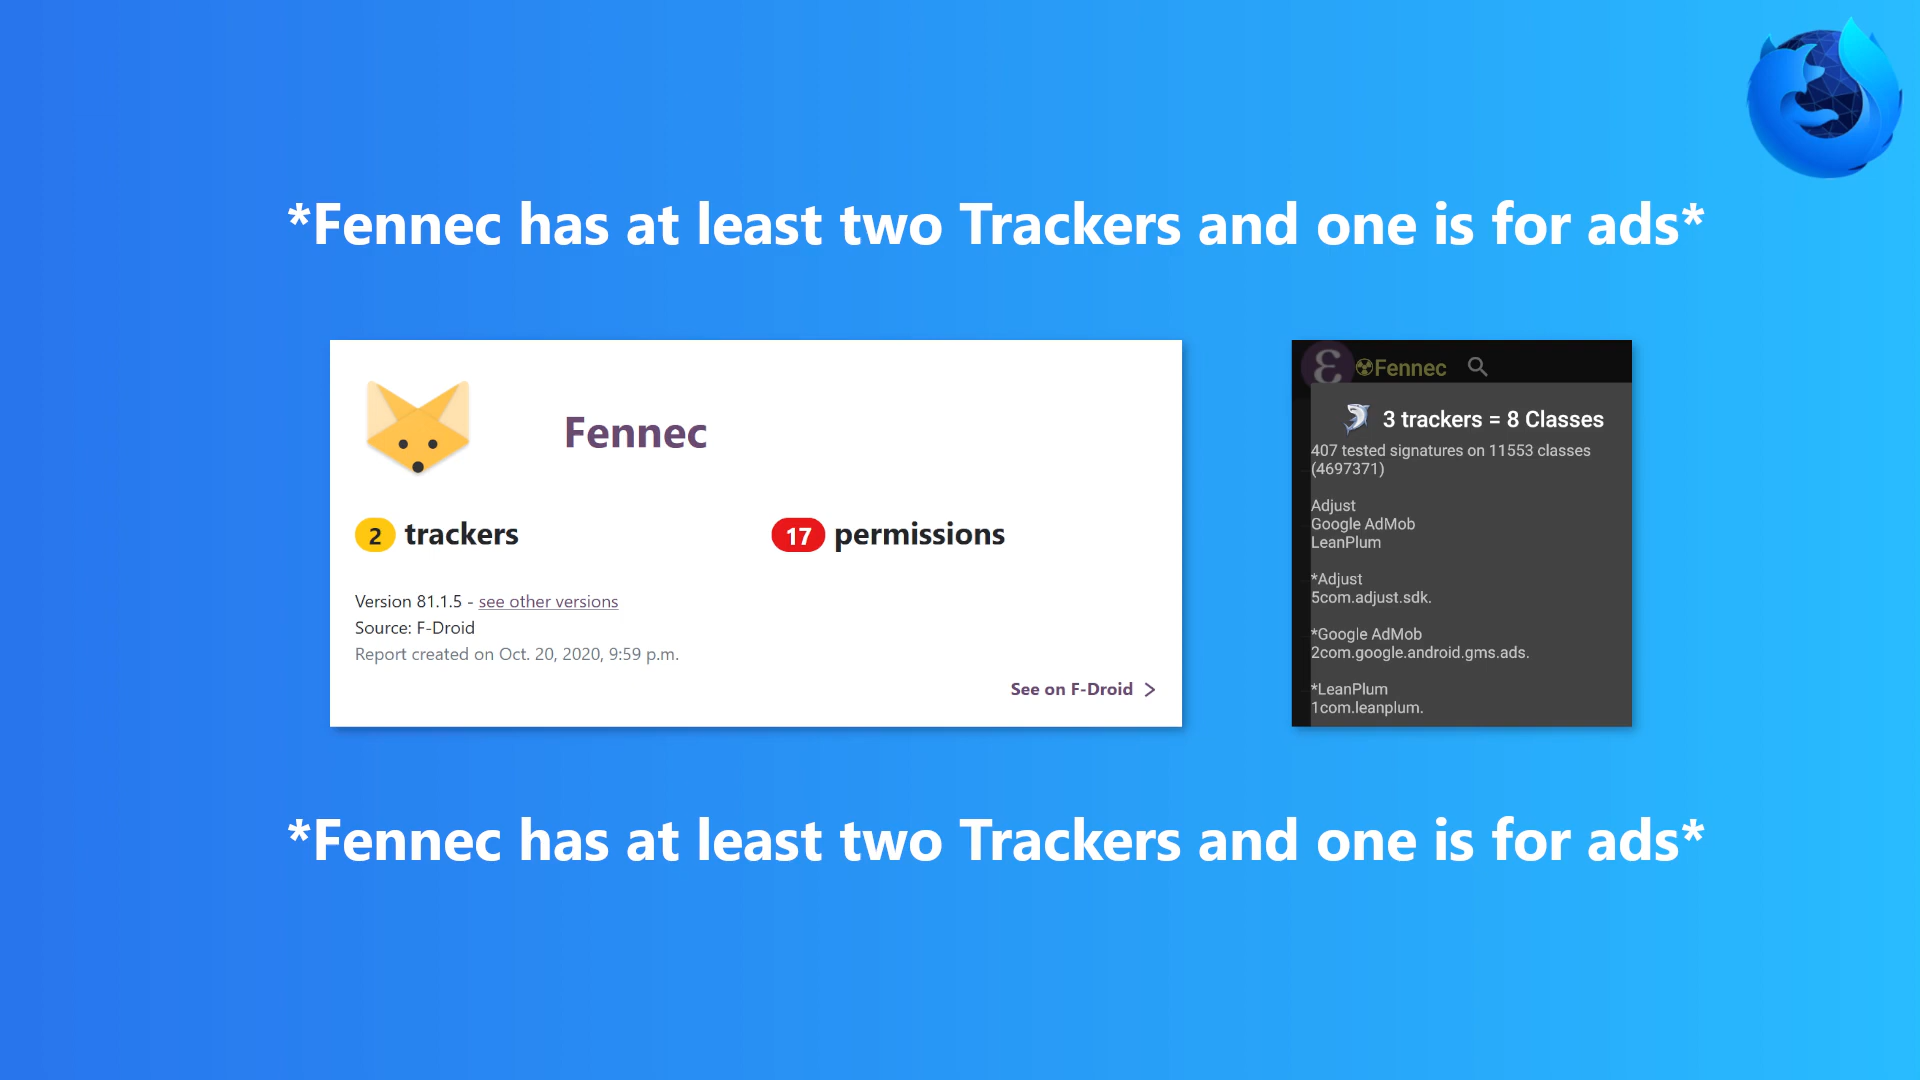 *Fennec has at least two Trackers and one is for ads*
Fennec
2 trackers
17 permissions
Version 81.1.5 - see other versions
Source: F-Droid
Report created on Oct. 20, 2020, 9:59 p.m.
See on F-Droid >
ε ☢Fennec
3 trackers = 8 Classes
407 tested signatures on 11553 classes
(4697371)
Adjust
Google AdMob
LeanPlum
*Adjust
5com.adjust.sdk.
*Google AdMob
2com.google.android.gms.ads.
*LeanPlum
1com.leanplum.
*Fennec has at least two Trackers and one is for ads*